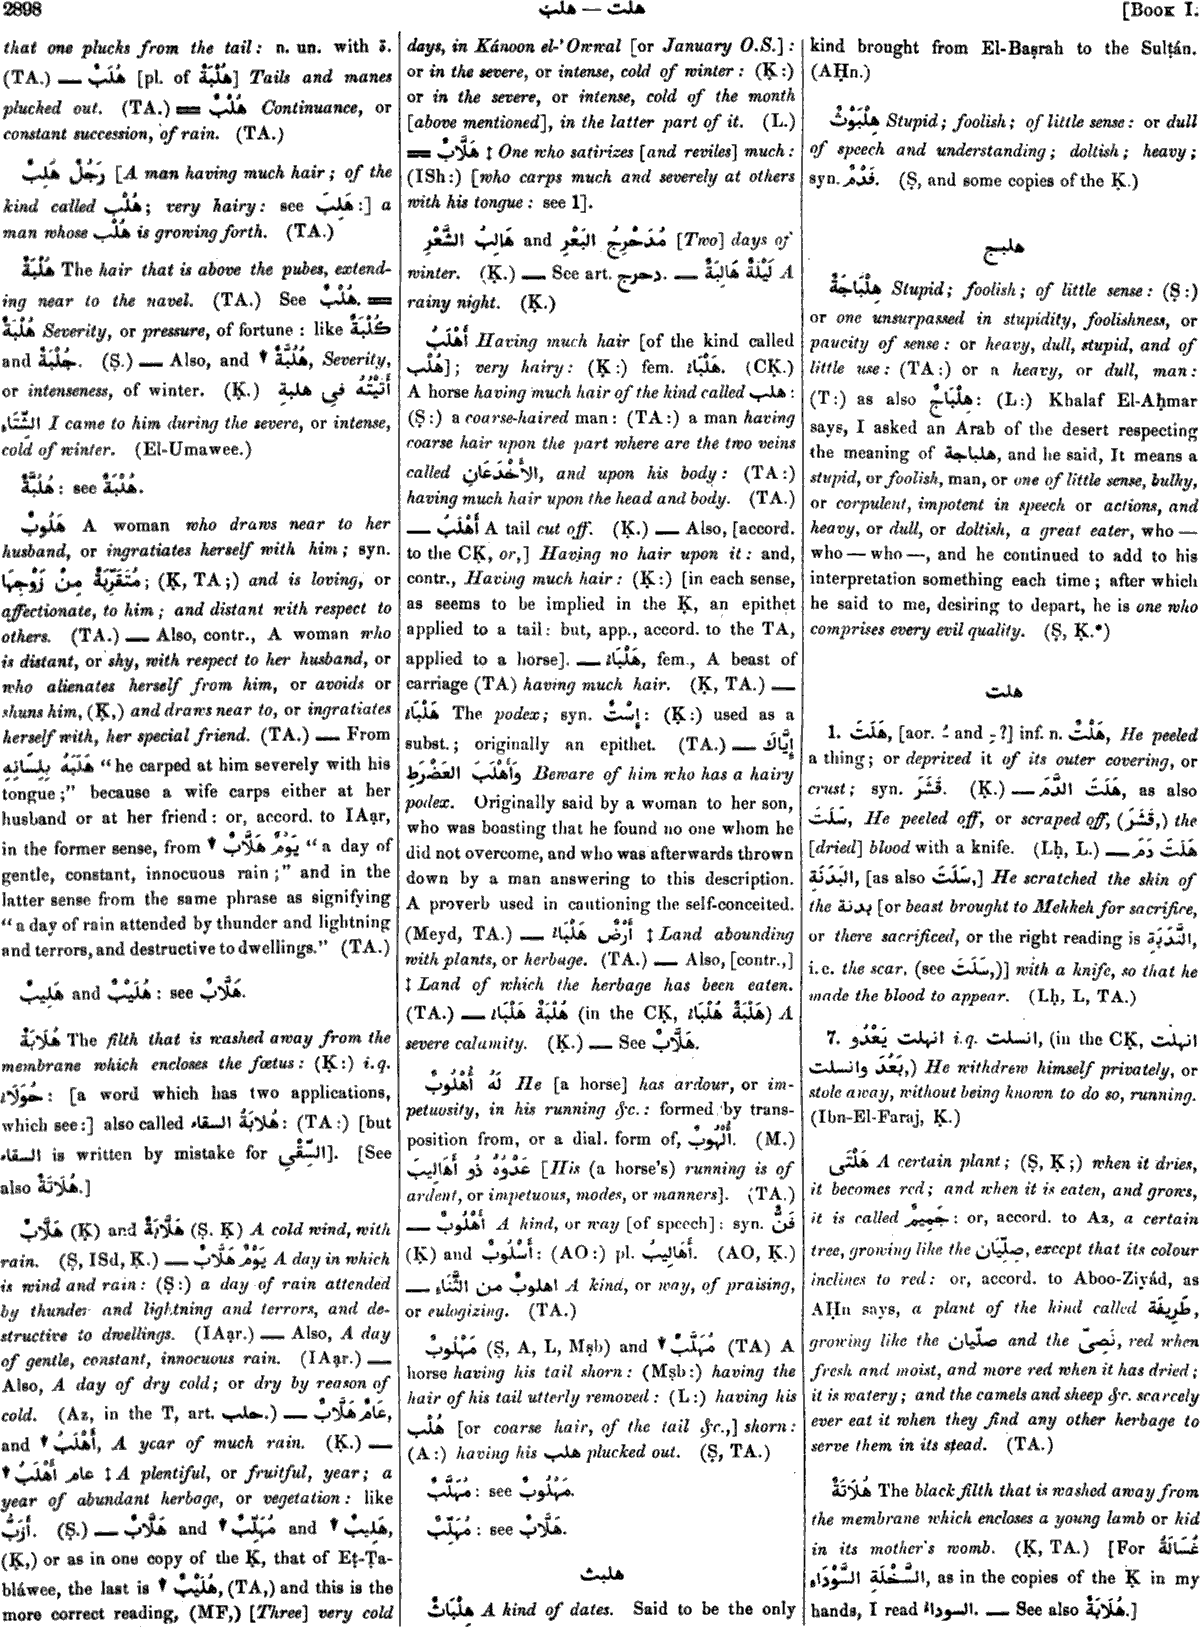 2898
هلب — هلت
[Book I.
that one plucks from the tail: n. un. with ة.
(TA.) — هُلَبٌ [pl. of هُلْبَةٌ] Tails and manes
plucked out. (TA.) = هُلْبٌ Continuance, or
constant succession, of rain. (TA.)
رَجُلٌ هَلِبٌ [A man having much hair; of the
kind called هُلْب; very hairy: see هَلِبَ:] a
man whose هُلْب is growing forth. (TA.)
هُلْبَةٌ The hair that is above the pubes, extend-
ing near to the navel. (TA.) See هُلْبٌ. =
هُلْبَةٌ Severity, or pressure, of fortune: like كُلْبَةٌ
and جُلْبَةٌ. (Ṣ.) — Also, and ↓ هُلُبَّةٌ, Severity,
or intenseness, of winter. (Ḳ.) أَتَيْتُهُ فى هلبة
الشِّتَآءِ I came to him during the severe, or intense,
cold of winter. (El-Umawee.)
هُلُبَّةٌ: see هُلْبَةٌ.
هَلُوبٌ A woman who draws near to her
husband, or ingratiates herself with him; syn.
مُتَقَرِّبَةٌ مِنْ زَوْجِهَا; (Ḳ, TA;) and is loving, or
affectionate, to him; and distant with respect to
others. (TA.) — Also, contr., A woman who
is distant, or shy, with respect to her husband, or
who alienates herself from him, or avoids or
shuns him, (Ḳ,) and draws near to, or ingratiates
herself with, her special friend. (TA.) — From
هَلَبَهُ بِلِسَانِهِ “he carped at him severely with his
tongue;” because a wife carps either at her
husband or at her friend: or, accord. to IAạr,
in the former sense, from ↓ يَوْمٌ هَلَّابٌ “a day of
gentle, constant, innocuous rain;” and in the
latter sense from the same phrase as signifying
“a day of rain attended by thunder and lightning
and terrors, and destructive to dwellings.” (TA.)
هَلِيبٌ and هُلَيْبٌ: see هَلَّابٌ.
هُلَابَةٌ The filth that is washed away from the
membrane which encloses the fœtus: (Ḳ:) i.q.
حُوَلَآءُ: [a word which has two applications,
which see:] also called هُلَابَةُ السقاء: (TA:) [but
السقاء is written by mistake for السِّقْىِ]. [See
also هُلَاتَةٌ.]
هَلَّابٌ (Ḳ) and هَلَّابَةٌ (Ṣ, Ḳ) A cold wind, with
rain. (Ṣ, ISd, Ḳ.) — يَوْمٌ هَلَّابٌ A day in which
is wind and rain: (Ṣ:) a day of rain attended
by thunder and lightning and terrors, and de-
structive to dwellings. (IAạr.) — Also, A day
of gentle, constant, innocuous rain. (IAạr.) —
Also, A day of dry cold; or dry by reason of
cold. (Az, in the T, art. حلب.) — عَامٌ هَلَّابٌ,
and ↓ أَهْلَبُ, A year of much rain. (Ḳ.) —
↓ عام أَهْلَبُ ‡ A plentiful, or fruitful, year; a
year of abundant herbage, or vegetation: like
أَزَبُّ. (Ṣ.) — هَلَّابٌ and ↓ مُهَلِّبٌ and ↓ هَلِيبٌ,
(Ḳ,) or as in one copy of the Ḳ, that of Eṭ-Ṭa-
bláwee, the last is ↓ هُلَيْبٌ, (TA,) and this is the
more correct reading, (MF,) [Three] very cold
days, in Kánoon el-'Owwal [or January O.S.]:
or in the severe, or intense, cold of winter: (Ḳ:)
or in the severe, or intense, cold of the month
[above mentioned], in the latter part of it. (L.)
= هَلَّابٌ ‡ One who satirizes [and reviles] much:
(ISh:) [who carps much and severely at others
with his tongue: see 1].
هَالِبُ الشَّعْرِ and مُدَحْرِجُ البَعْرِ [Two] days of
winter. (Ḳ.) — See art. دحرج. — لَيْلَةٌ هَالِبَةٌ A
rainy night. (Ḳ.)
أَهْلَبُ Having much hair [of the kind called
هُلْب]; very hairy: (Ḳ:) fem. هَلْبَآءُ. (CḲ.)
A horse having much hair of the kind called هلب:
(Ṣ:) a coarse-haired man: (TA:) a man having
coarse hair upon the part where are the two veins
called الأَخْدَعَانِ, and upon his body: (TA:)
having much hair upon the head and body. (TA.)
— أَهْلَبُ A tail cut off. (Ḳ.) — Also, [accord.
to the CḲ, or,] Having no hair upon it: and,
contr., Having much hair: (Ḳ:) [in each sense,
as seems to be implied in the Ḳ, an epithet
applied to a tail: but, app., accord. to the TA,
applied to a horse]. — هَلْبَآءُ, fem., A beast of
carriage (TA) having much hair. (Ḳ, TA.) —
هَلْبَآءُ The podex; syn. إِسْتٌ: (Ḳ:) used as a
subst.; originally an epithet. (TA.) — إِيَّاكَ
وَأَهْلَبَ العَضْرَطِ Beware of him who has a hairy
podex. Originally said by a woman to her son,
who was boasting that he found no one whom he
did not overcome, and who was afterwards thrown
down by a man answering to this description.
A proverb used in cautioning the self-conceited.
(Meyd, TA.) — أَرْضٌ هَلْبَآءُ ‡ Land abounding
with plants, or herbage. (TA.) — Also, [contr.,]
‡ Land of which the herbage has been eaten.
(TA.) — هُلْبَةٌ هَلْبَآءُ (in the CḲ, هَلْبَةٌ هُلْبَآءُ) A
severe calamity. (Ḳ.) — See هَلَّابٌ.
لَهُ أُهْلُوبٌ He [a horse] has ardour, or im-
petuosity, in his running &c.: formed by trans-
position from, or a dial. form of, أُلْهُوبٌ. (M.)
عَدْوُهُ ذُو أَهَالِيبَ [His (a horse's) running is of
ardent, or impetuous, modes, or manners]. (TA.)
— أُهْلُوبٌ A kind, or way [of speech]: syn. فَنٌّ
(Ḳ) and أُسْلُوبٌ: (AO:) pl. أَهَالِيبُ. (AO, Ḳ.)
— اهلوبٌ من الثَّنَآءِ A kind, or way, of praising,
or eulogizing. (TA.)
مَهْلُوبٌ (Ṣ, A, L, Mṣb) and ↓ مُهَلَّبٌ (TA) A
horse having his tail shorn: (Mṣb:) having the
hair of his tail utterly removed: (L:) having his
هُلْب [or coarse hair, of the tail &c.,] shorn:
(A:) having his هلب plucked out. (Ṣ, TA.)
مُهَلَّبٌ: see مَهْلُوبٌ.
مُهَلِّبٌ: see هَلَّابٌ.
هلبث
هِلْبَاثٌ A kind of dates. Said to be the only
kind brought from El-Baṣrah to the Sulṭán.
(AḤn.)
هِلْبَوْثٌ Stupid; foolish; of little sense: or dull
of speech and understanding; doltish; heavy;
syn. فَدْمٌ. (Ṣ, and some copies of the Ḳ.)
هلبج
هِلْبَاجَةٌ Stupid; foolish; of little sense: (Ṣ:)
or one unsurpassed in stupidity, foolishness, or
paucity of sense: or heavy, dull, stupid, and of
little use: (TA:) or a heavy, or dull, man:
(T:) as also هِلْبَاجٌ: (L:) Khalaf El-Aḥmar
says, I asked an Arab of the desert respecting
the meaning of هلباجة, and he said, It means a
stupid, or foolish, man, or one of little sense, bulky,
or corpulent, impotent in speech or actions, and
heavy, or dull, or doltish, a great eater, who —
who — who —, and he continued to add to his
interpretation something each time; after which
he said to me, desiring to depart, he is one who
comprises every evil quality. (Ṣ, Ḳ.*)
هلت
1. هَلَتَ, [aor. ـُ and ـِ ?] inf. n. هَلْتٌ, He peeled
a thing; or deprived it of its outer covering, or
crust; syn. قَشَرَ. (Ḳ.) — هَلَتَ الدَّمَ, as also
سَلَتَ, He peeled off, or scraped off, (قَشَرَ,) the
[dried] blood with a knife. (Lḥ, L.) — هَلَتَ دَمَ
البَدَنَةِ, [as also سَلَتَ,] He scratched the skin of
the بدنة [or beast brought to Mekkeh for sacrifice,
or there sacrificed, or the right reading is النَّدَبَةِ,
i.e. the scar, (see سَلَتَ,)] with a knife, so that he
made the blood to appear. (Lḥ, L, TA.)
7. انهلت يَعْدُو i.q. انسلت, (in the CḲ, انهلت
بَعُدَ وانسلت,) He withdrew himself privately, or
stole away, without being known to do so, running.
(Ibn-El-Faraj, Ḳ.)
هَلْتَى A certain plant; (Ṣ, Ḳ;) when it dries,
it becomes red; and when it is eaten, and grows,
it is called جَمِيمٌ: or, accord. to Az, a certain
tree, growing like the صِلِّيَان, except that its colour
inclines to red: or, accord. to Aboo-Ziyád, as
AḤn says, a plant of the kind called طَرِيفَة,
growing like the صلّيان and the نَصِىّ, red when
fresh and moist, and more red when it has dried;
it is watery; and the camels and sheep &c. scarcely
ever eat it when they find any other herbage to
serve them in its stead. (TA.)
هُلَاتَةٌ The black filth that is washed away from
the membrane which encloses a young lamb or kid
in its mother's womb. (Ḳ, TA.) [For غُسَالَةُ
السَّخْلَةِ السَّوْدَآءِ, as in the copies of the Ḳ in my
hands, I read السوداءُ. — See also هُلَابَةٌ.]